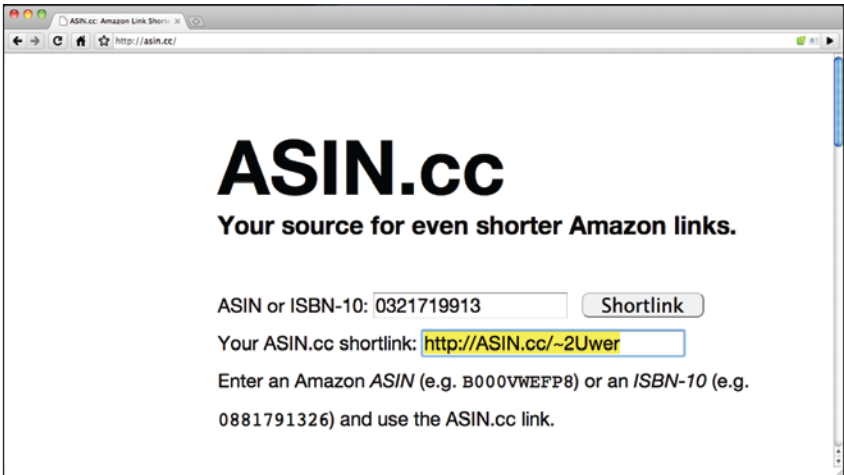 ASIN.cc: Amazon Link Shorte
http://asin.cc/
ASIN.cc
Your source for even shorter Amazon links.
ASIN or ISBN-10: 0321719913 Shortlink
Your ASIN.cc shortlink: http://ASIN.cc/~2Uwer
Enter an Amazon ASIN (e.g. B000VWEFP8) or an ISBN-10 (e.g.
0881791326) and use the ASIN.cc link.